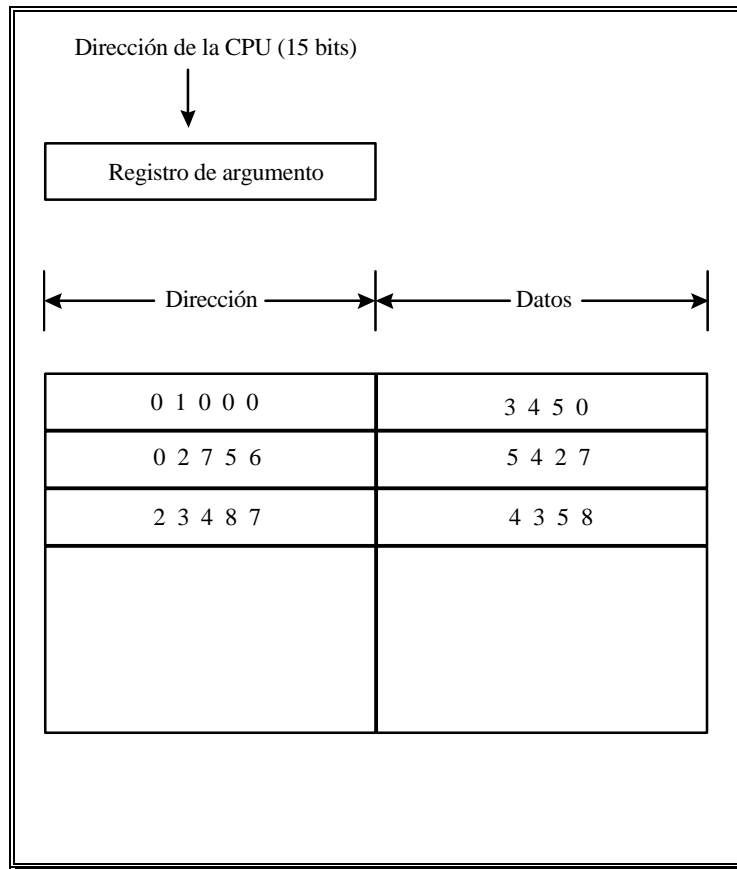 Dirección de la CPU (15 bits)
Registro de argumento
Dirección Datos
0 1 0 0 0 3 4 5 0
0 2 7 5 6 5 4 2 7
2 3 4 8 7 4 3 5 8